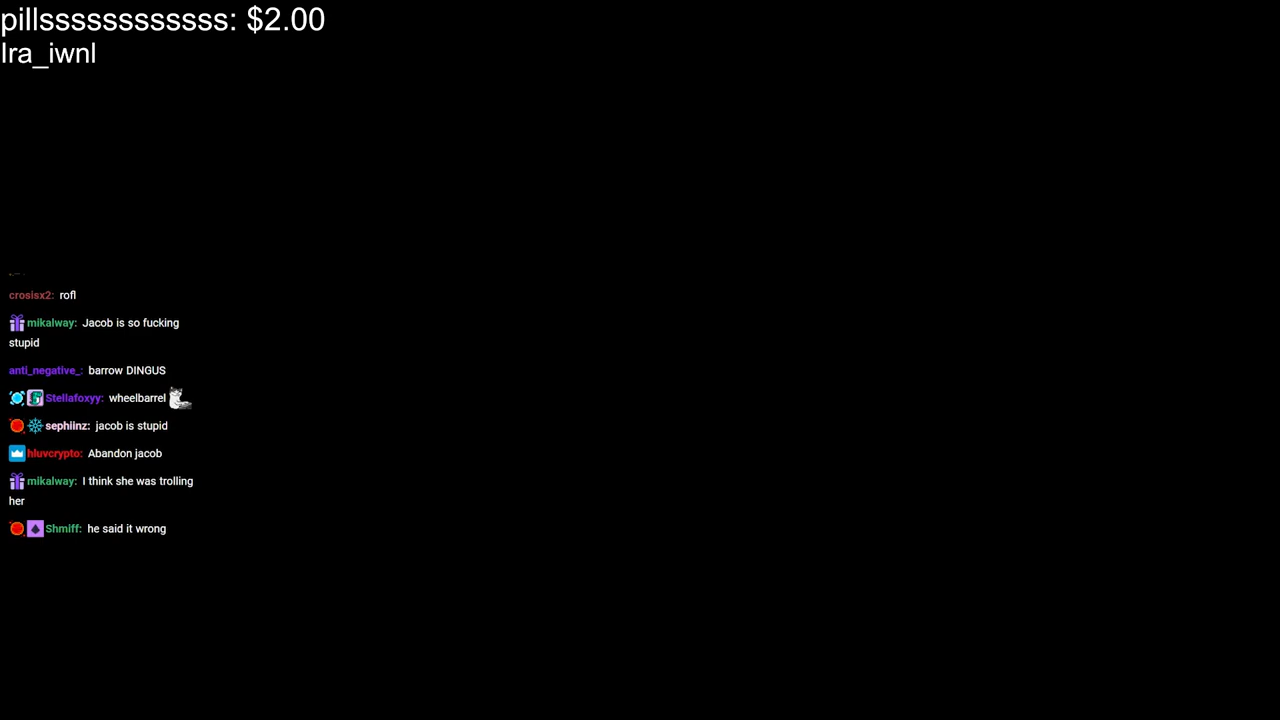 pillssssssssssss: $2.00
Ira_iwnl
crosisx2: rofl
mikalway: Jacob is so fucking
stupid
anti_negative_: barrow DINGUS
Stellafoxyy: wheelbarrel
sephiinz: jacob is stupid
hluvcrypto: Abandon jacob
mikalway: I think she was trolling
her
Shmiff: he said it wrong